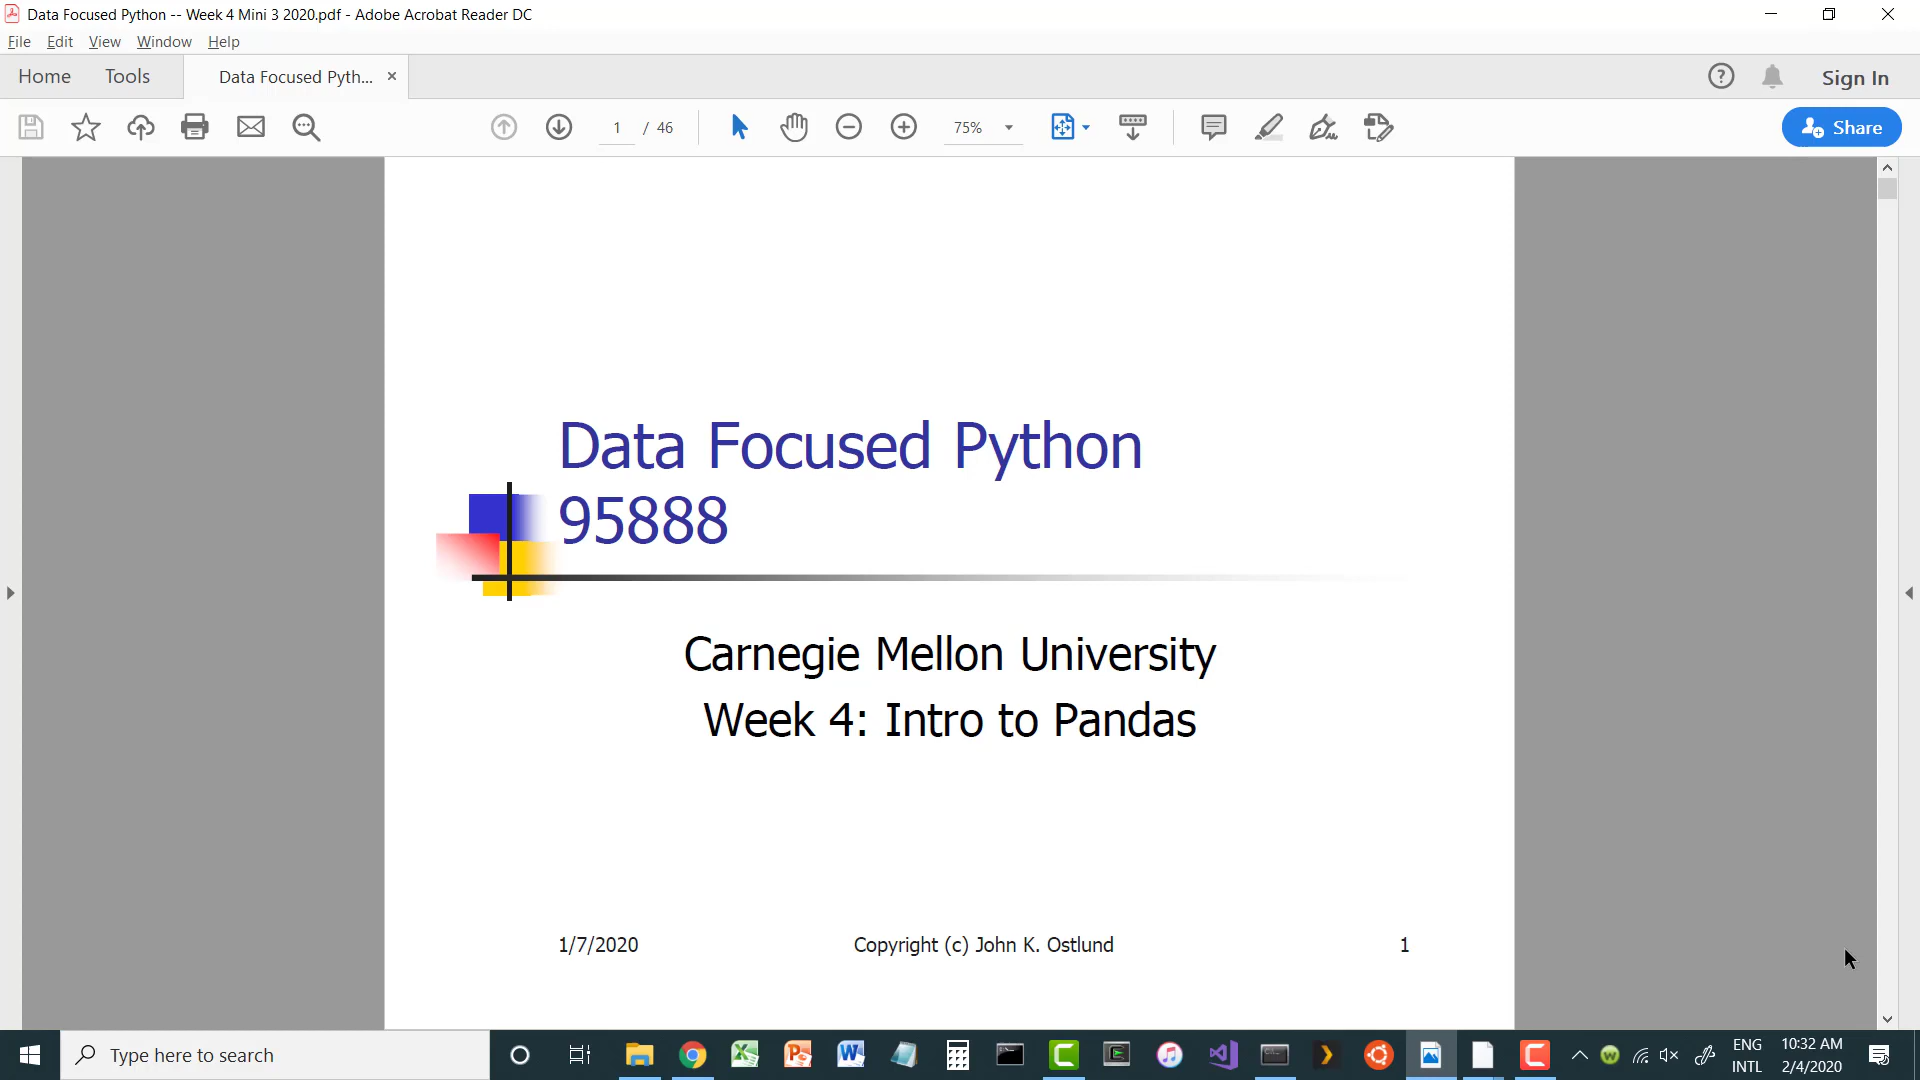 Data Focused Python -- Week 4 Mini 3 2020.pdf - Adobe Acrobat Reader DC
File Edit View Window Help
Home Tools Data Focused Pyth... × Sign In
1 / 46 75% Share
Data Focused Python
95888
Carnegie Mellon University
Week 4: Intro to Pandas
1/7/2020 Copyright (c) John K. Ostlund 1
Type here to search
ENG 10:32 AM
INTL 2/4/2020